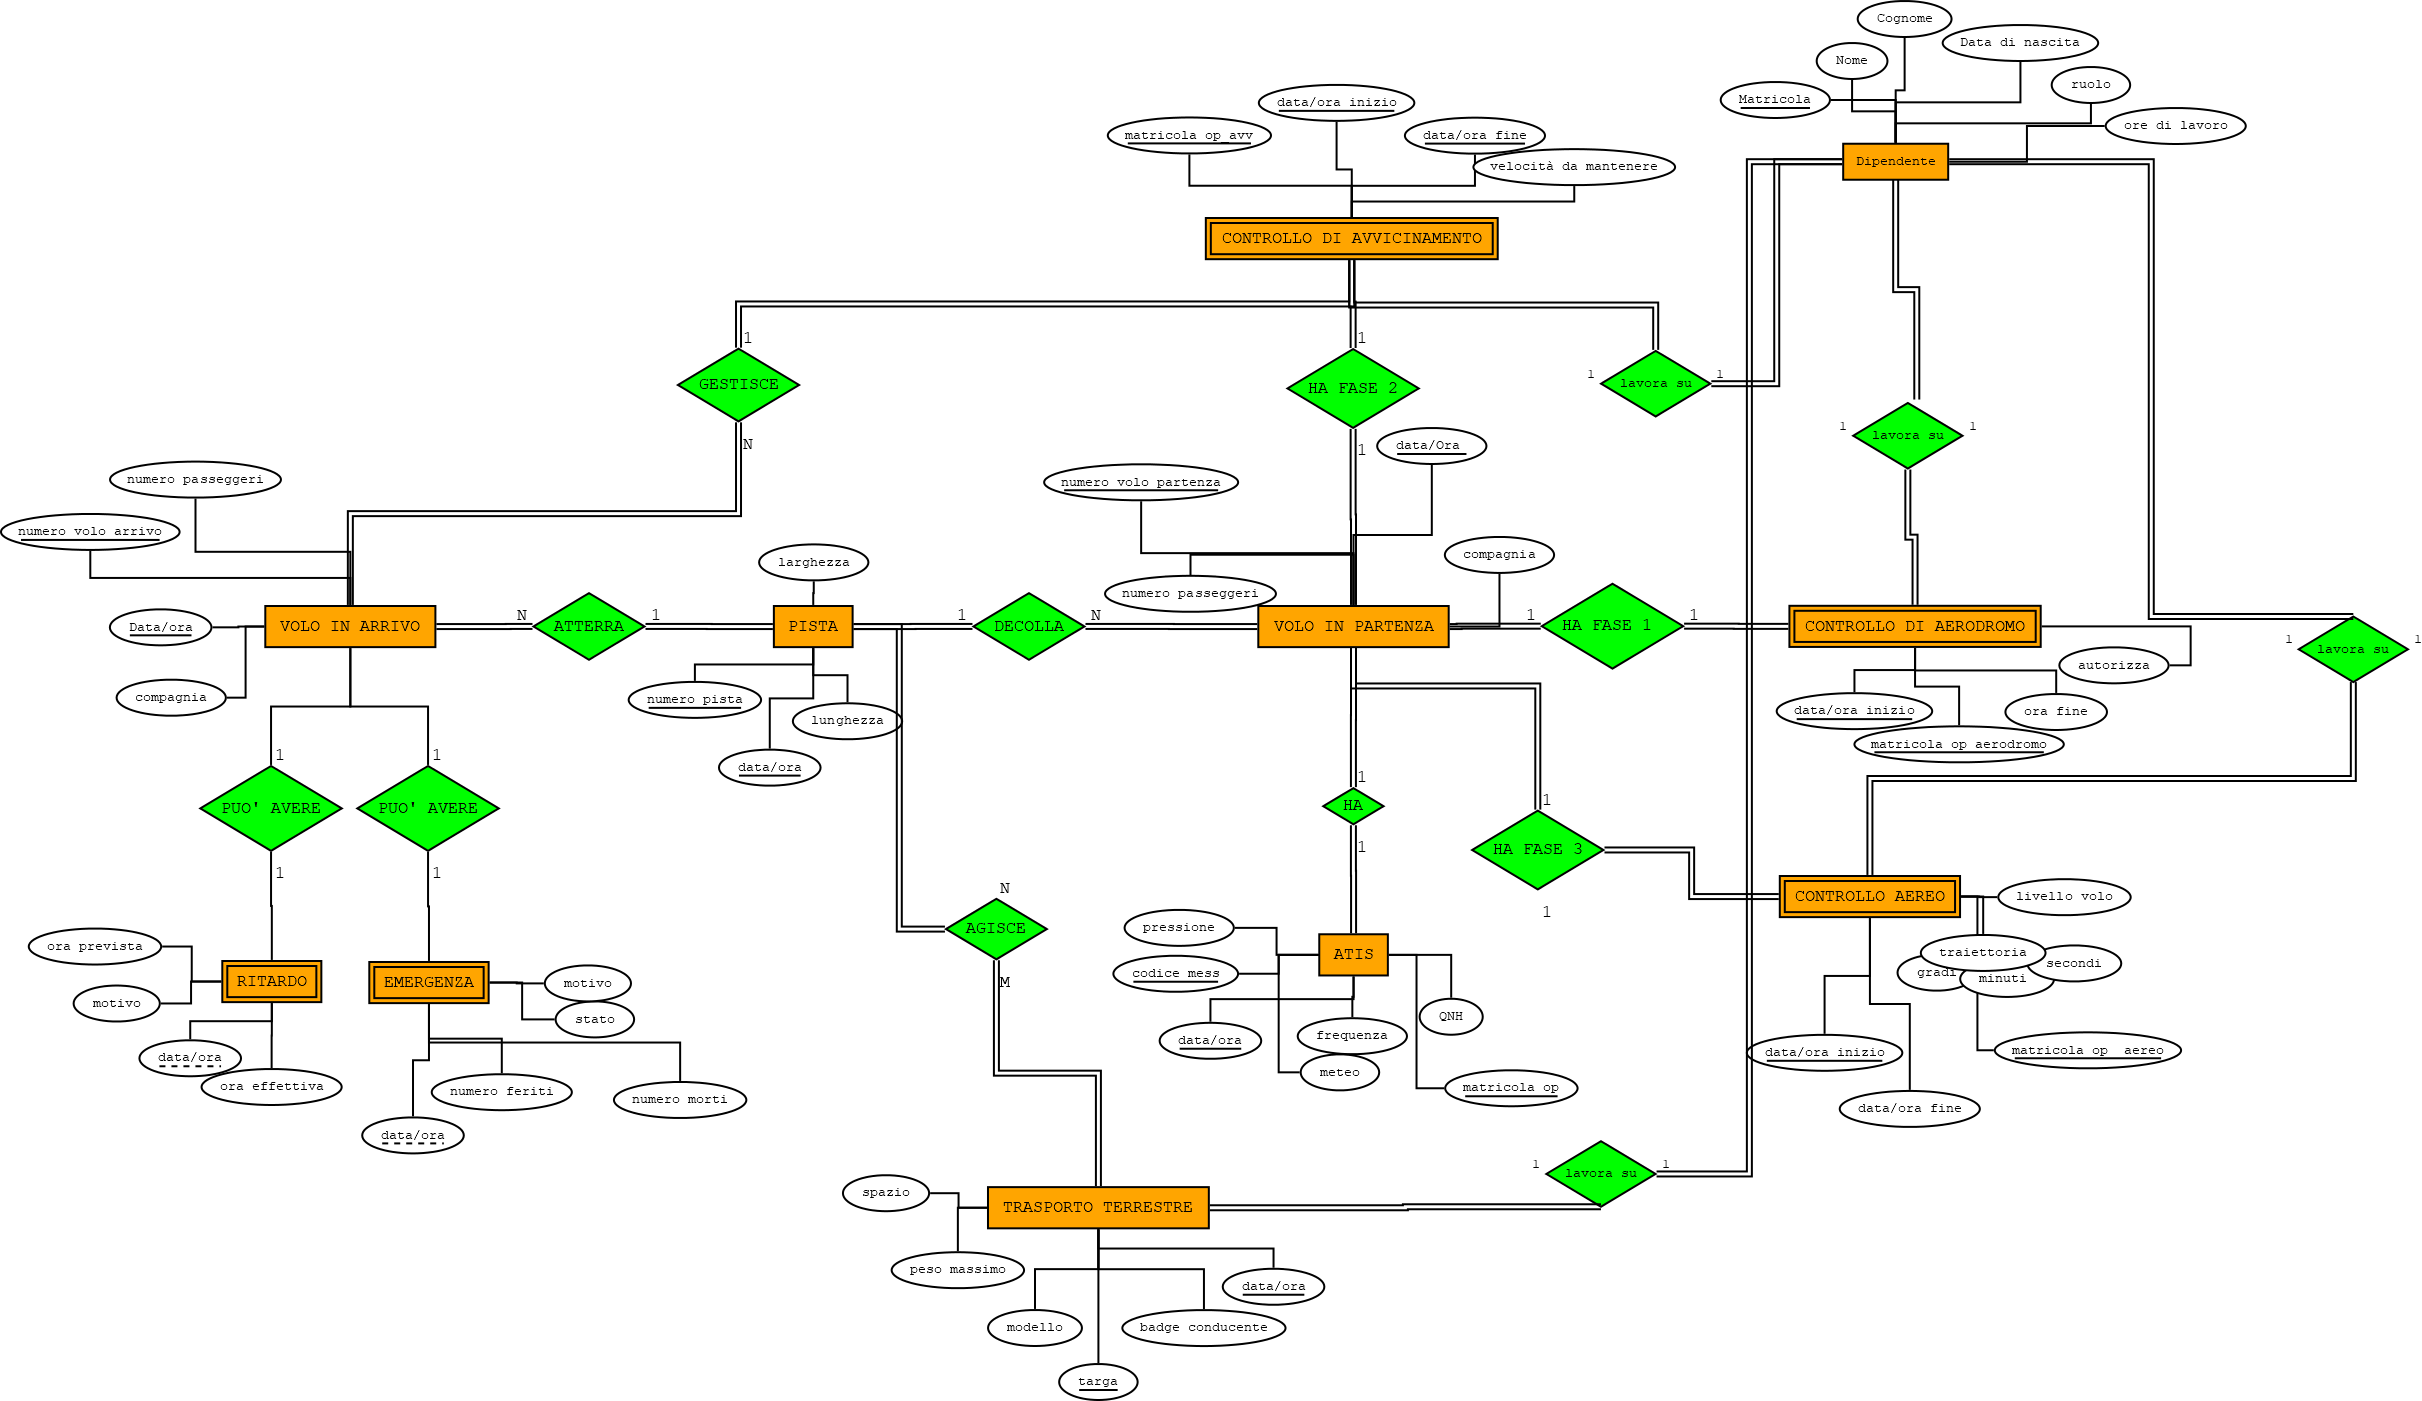 Cognome
Data di nascita
Nome
ruolo
Matricola
ore di lavoro
data/ora inizio
matricola op_avv
data/ora fine
velocità da mantenere
Dipendente
CONTROLLO DI AVVICINAMENTO
1
1
GESTISCE
HA FASE 2
1
lavora su
1
N
1
data/Ora
1
lavora su
1
numero passeggeri
numero volo partenza
numero volo arrivo
larghezza
compagnia
numero passeggeri
Data/ora
VOLO IN ARRIVO
N
ATTERRA
1
PISTA
1
DECOLLA
N
VOLO IN PARTENZA
1
HA FASE 1
1
CONTROLLO DI AERODROMO
1
lavora su
1
autorizza
compagnia
numero pista
lunghezza
data/ora inizio
ora fine
matricola op aerodromo
data/ora
1
1
1
1
PUO' AVERE
PUO' AVERE
HA
HA FASE 3
1
1
1
N
1
AGISCE
CONTROLLO AEREO
livello volo
pressione
ora prevista
ATIS
traiettoria
gradi
minuti
secondi
codice mess
RITARDO
EMERGENZA
motivo
M
motivo
stato
QNH
data/ora
frequenza
data/ora
ora effettiva
meteo
data/ora inizio
matricola op  aereo
numero feriti
numero morti
matricola op
data/ora fine
data/ora
1
lavora su
1
spazio
TRASPORTO TERRESTRE
peso massimo
data/ora
modello
badge conducente
targa